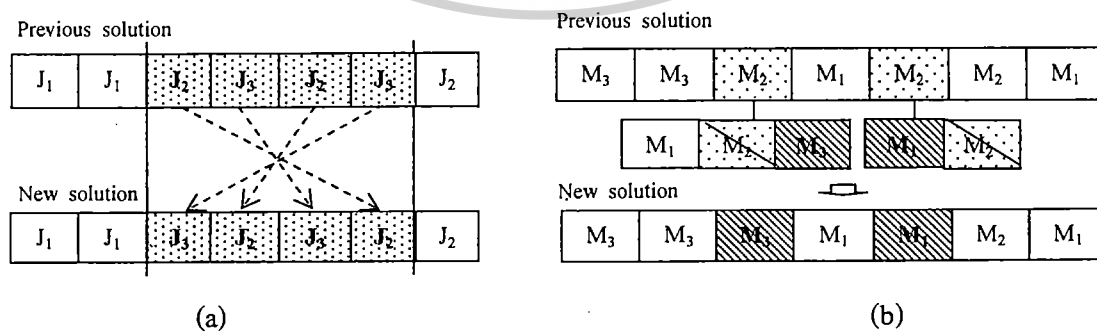 Previous solution
J₁ J₁ J₂ J₃ J₂ J₃ J₂
New solution
J₁ J₁ J₃ J₂ J₃ J₂ J₂
(a)
Previous solution
M₃ M₃ M₂ M₁ M₂ M₂ M₁
M₁ M₂ M₃ M₁ M₂
New solution
M₃ M₃ M₃ M₁ M₁ M₂ M₁
(b)